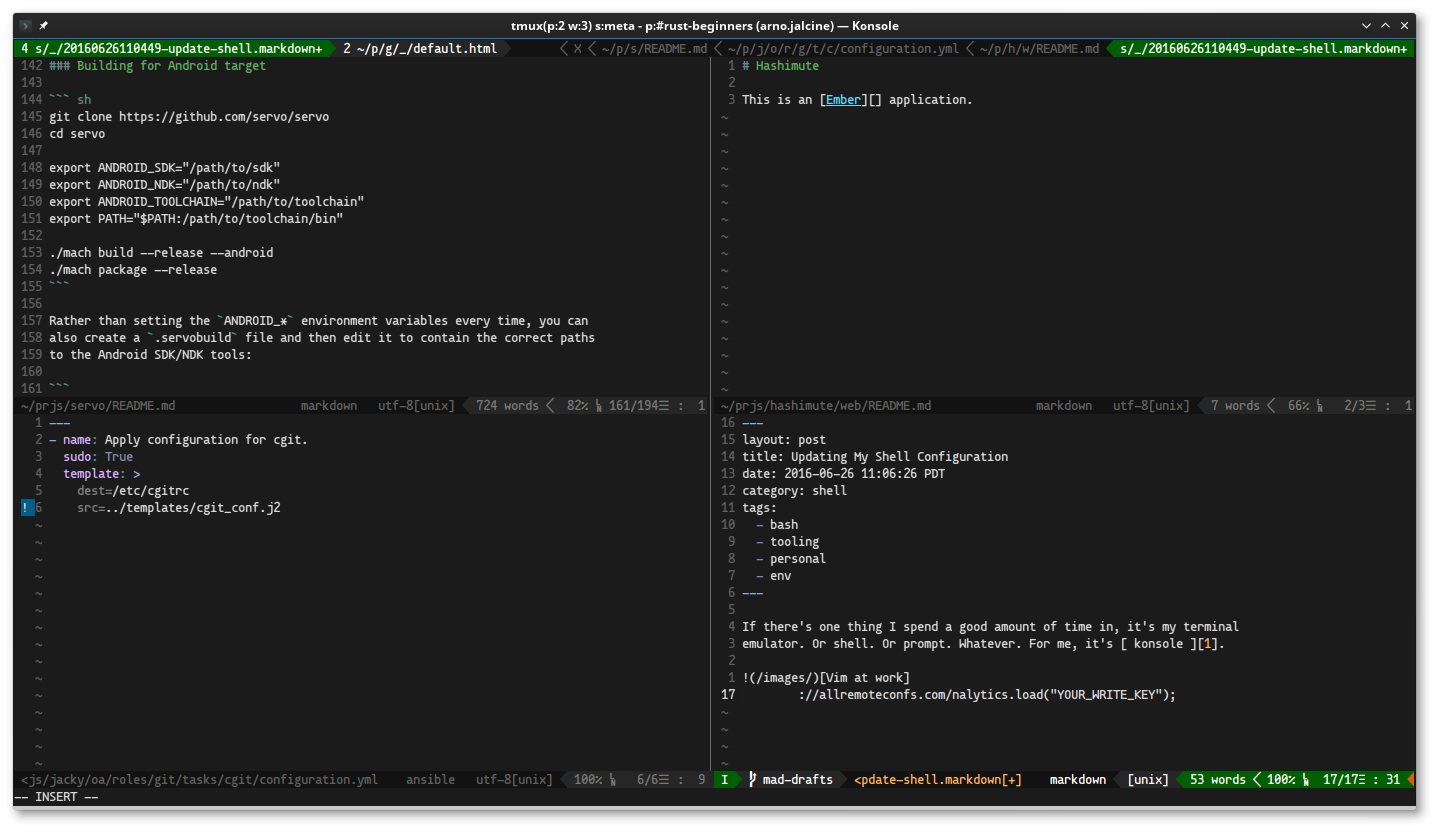 tmux(p:2 w:3) s:meta - p:#rust-beginners (arno.jalcine) — Konsole
4 s/_/20160626110449-update-shell.markdown+ 2 ~/p/g/_/default.html X ~/p/s/README.md ~/p/j/o/r/g/t/c/configuration.yml ~/p/h/w/README.md s/_/20160626110449-update-shell.markdown+
142 ### Building for Android target
143
144 ``` sh
145 git clone https://github.com/servo/servo
146 cd servo
147
148 export ANDROID_SDK="/path/to/sdk"
149 export ANDROID_NDK="/path/to/ndk"
150 export ANDROID_TOOLCHAIN="/path/to/toolchain"
151 export PATH="$PATH:/path/to/toolchain/bin"
152
153 ./mach build --release --android
154 ./mach package --release
155 ```
156
157 Rather than setting the `ANDROID_*` environment variables every time, you can
158 also create a `.servobuild` file and then edit it to contain the correct paths
159 to the Android SDK/NDK tools:
160
161 ```
~/prjs/servo/README.md markdown utf-8[unix] 724 words 82% 161/194☰ : 1
1 # Hashimute
2
3 This is an [Ember][] application.
~/prjs/hashimute/web/README.md markdown utf-8[unix] 7 words 66% 2/3☰ : 1
1 ---
2 - name: Apply configuration for cgit.
3 sudo: True
4 template: >
5 dest=/etc/cgitrc
! 6 src=../templates/cgit_conf.j2
<js/jacky/oa/roles/git/tasks/cgit/configuration.yml ansible utf-8[unix] 100% 6/6☰ : 9
16 ---
15 layout: post
14 title: Updating My Shell Configuration
13 date: 2016-06-26 11:06:26 PDT
12 category: shell
11 tags:
10 - bash
9 - tooling
8 - personal
7 - env
6 ---
5
4 If there's one thing I spend a good amount of time in, it's my terminal
3 emulator. Or shell. Or prompt. Whatever. For me, it's [ konsole ][1].
2
1 !(/images/)[Vim at work]
17 ://allremoteconfs.com/nalytics.load("YOUR_WRITE_KEY");
I mad-drafts <pdate-shell.markdown[+] markdown [unix] 53 words 100% 17/17☰ : 31
-- INSERT --